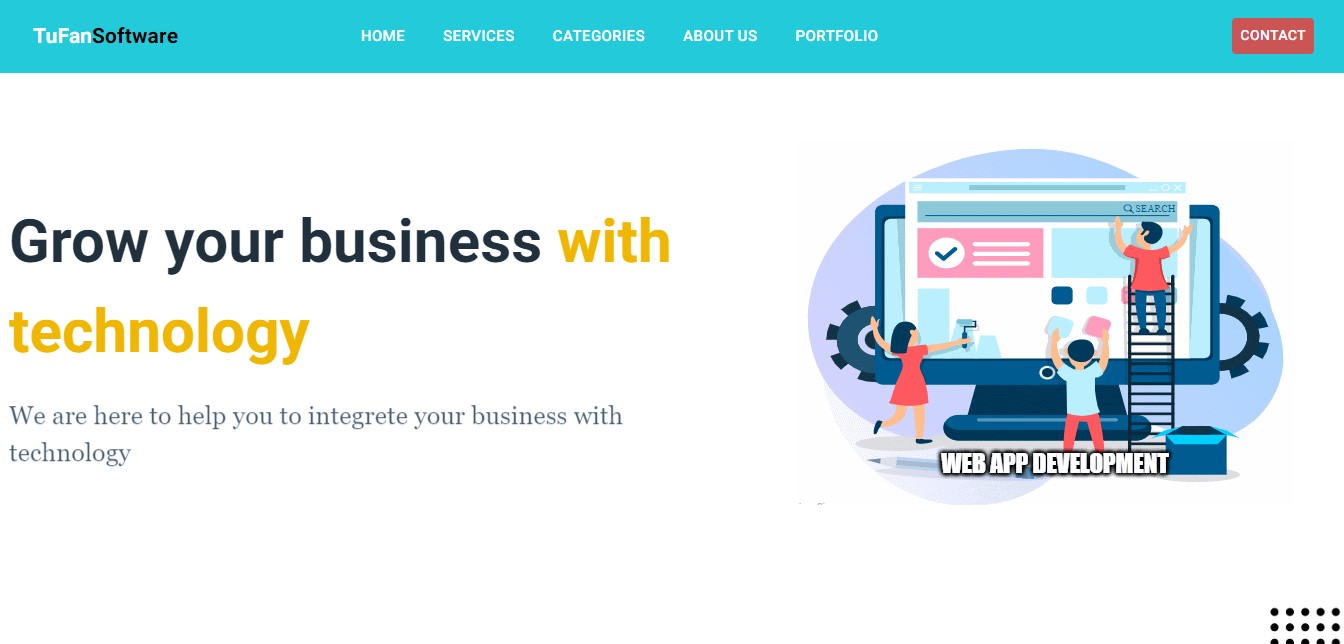 TuFanSoftware
HOME SERVICES CATEGORIES ABOUT US PORTFOLIO
CONTACT
Grow your business with
technology
We are here to help you to integrete your business with
technology
SEARCH
WEB APP DEVELOPMENT